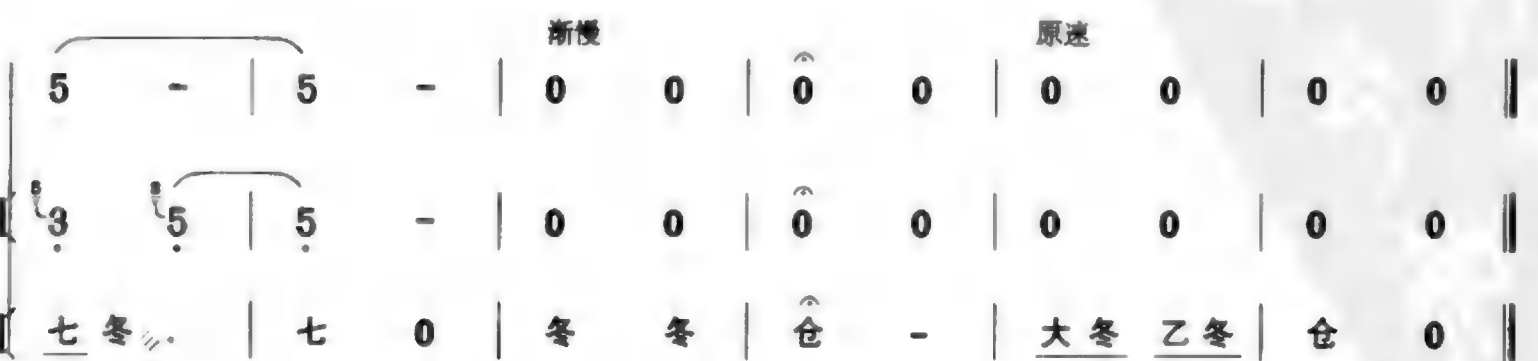 渐慢 原速
5 - | 5 - | 0 0 | 0 0 | 0 0 | 0 0 ‖
3 5 | 5 - | 0 0 | 0 0 | 0 0 | 0 0 ‖
七 冬 | 七 0 | 冬 冬 | 仓 - | 大 冬 乙 冬 | 仓 0 ‖